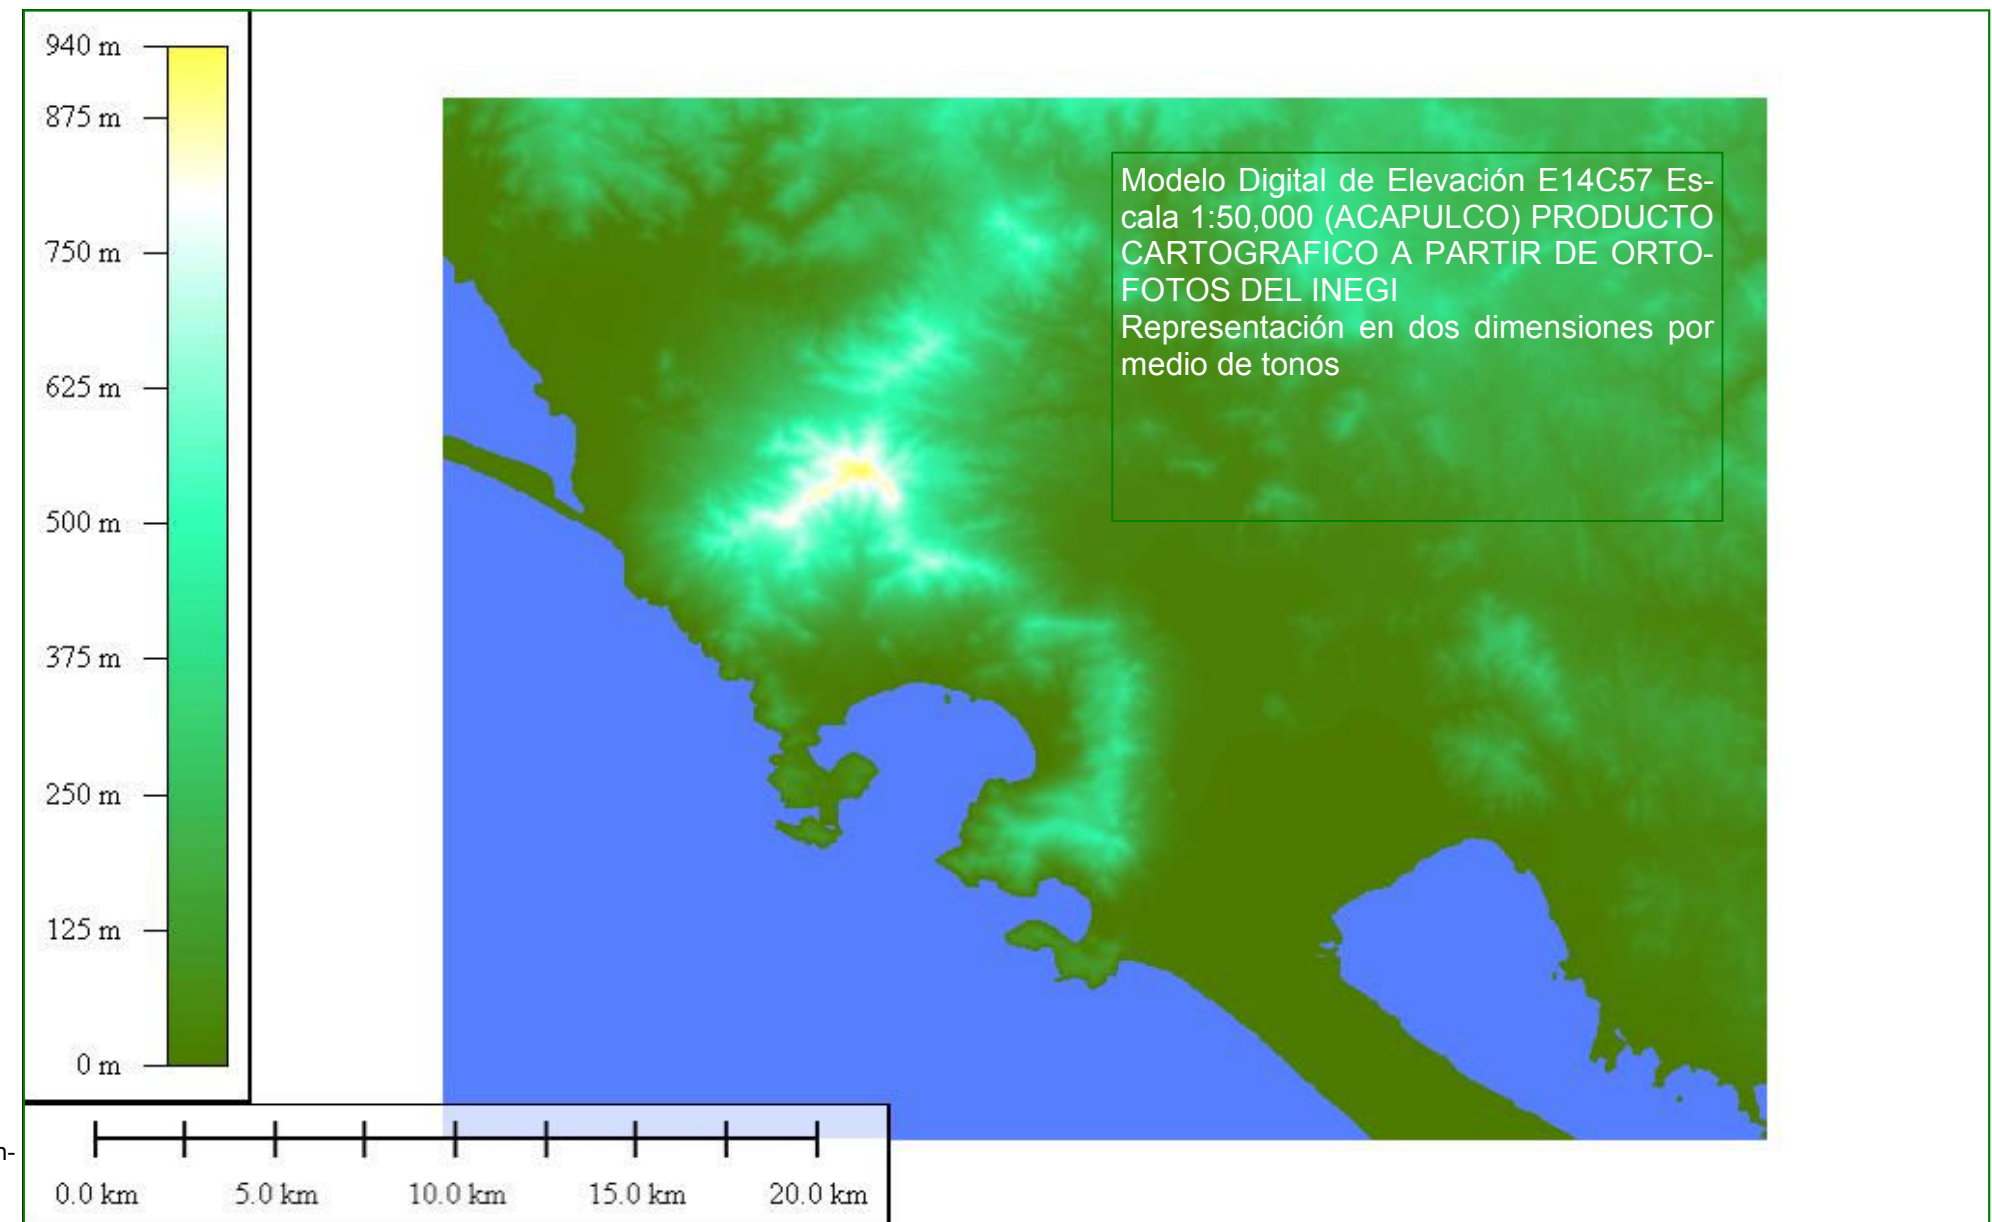 940 m
875 m
750 m
625 m
500 m
375 m
250 m
125 m
0 m
Modelo Digital de Elevación E14C57 Es-
cala 1:50,000 (ACAPULCO) PRODUCTO
CARTOGRAFICO A PARTIR DE ORTO-
FOTOS DEL INEGI
Representación en dos dimensiones por
medio de tonos
0.0 km 5.0 km 10.0 km 15.0 km 20.0 km